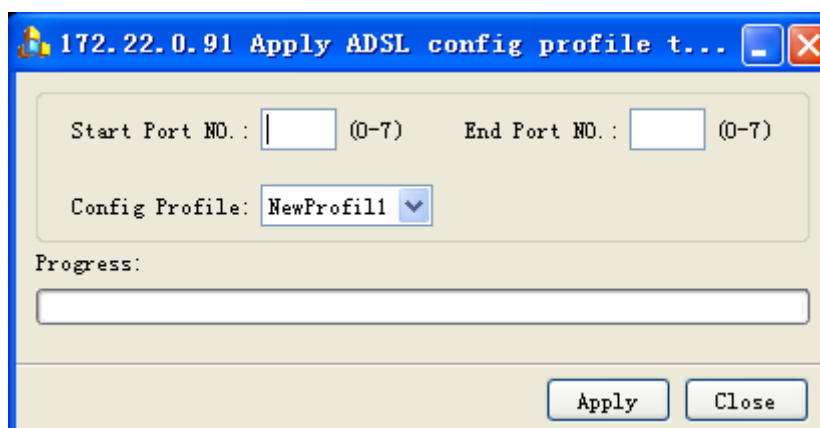 172.22.0.91 Apply ADSL config profile t...
Start Port NO.: (0-7) End Port NO.: (0-7)
Config Profile: NewProfil1
Progress:
Apply Close